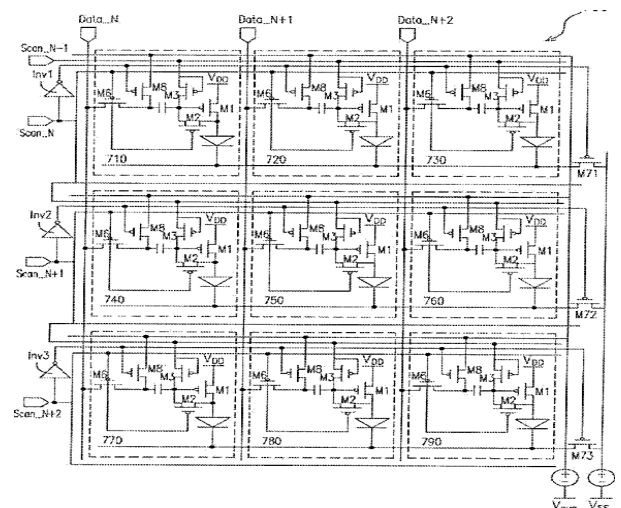 Data_N
Data_N+1
Data_N+2
Scan_N-1
Inv1
Scan_N
VDD
VDD
VDD
M6
M8
M3
M1
M6
M8
M3
M1
M6
M8
M3
M1
M2
M2
M2
710
720
730
M71
Inv2
Scan_N+1
VDD
VDD
VDD
M6
M8
M3
M1
M6
M8
M3
M1
M6
M8
M3
M1
M2
M2
M2
740
750
760
M72
Inv3
Scan_N+2
VDD
VDD
VDD
M6
M8
M3
M1
M6
M8
M3
M1
M6
M8
M3
M1
M2
M2
M2
770
780
790
M73
VSS